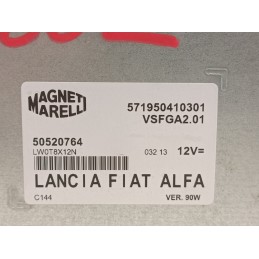 MAGNETI
MARELLI
571950410301
VSFGA2.01
50520764
LW0T8X12N
032 13
12V=
LANCIA FIAT ALFA
C144
VER. 90W